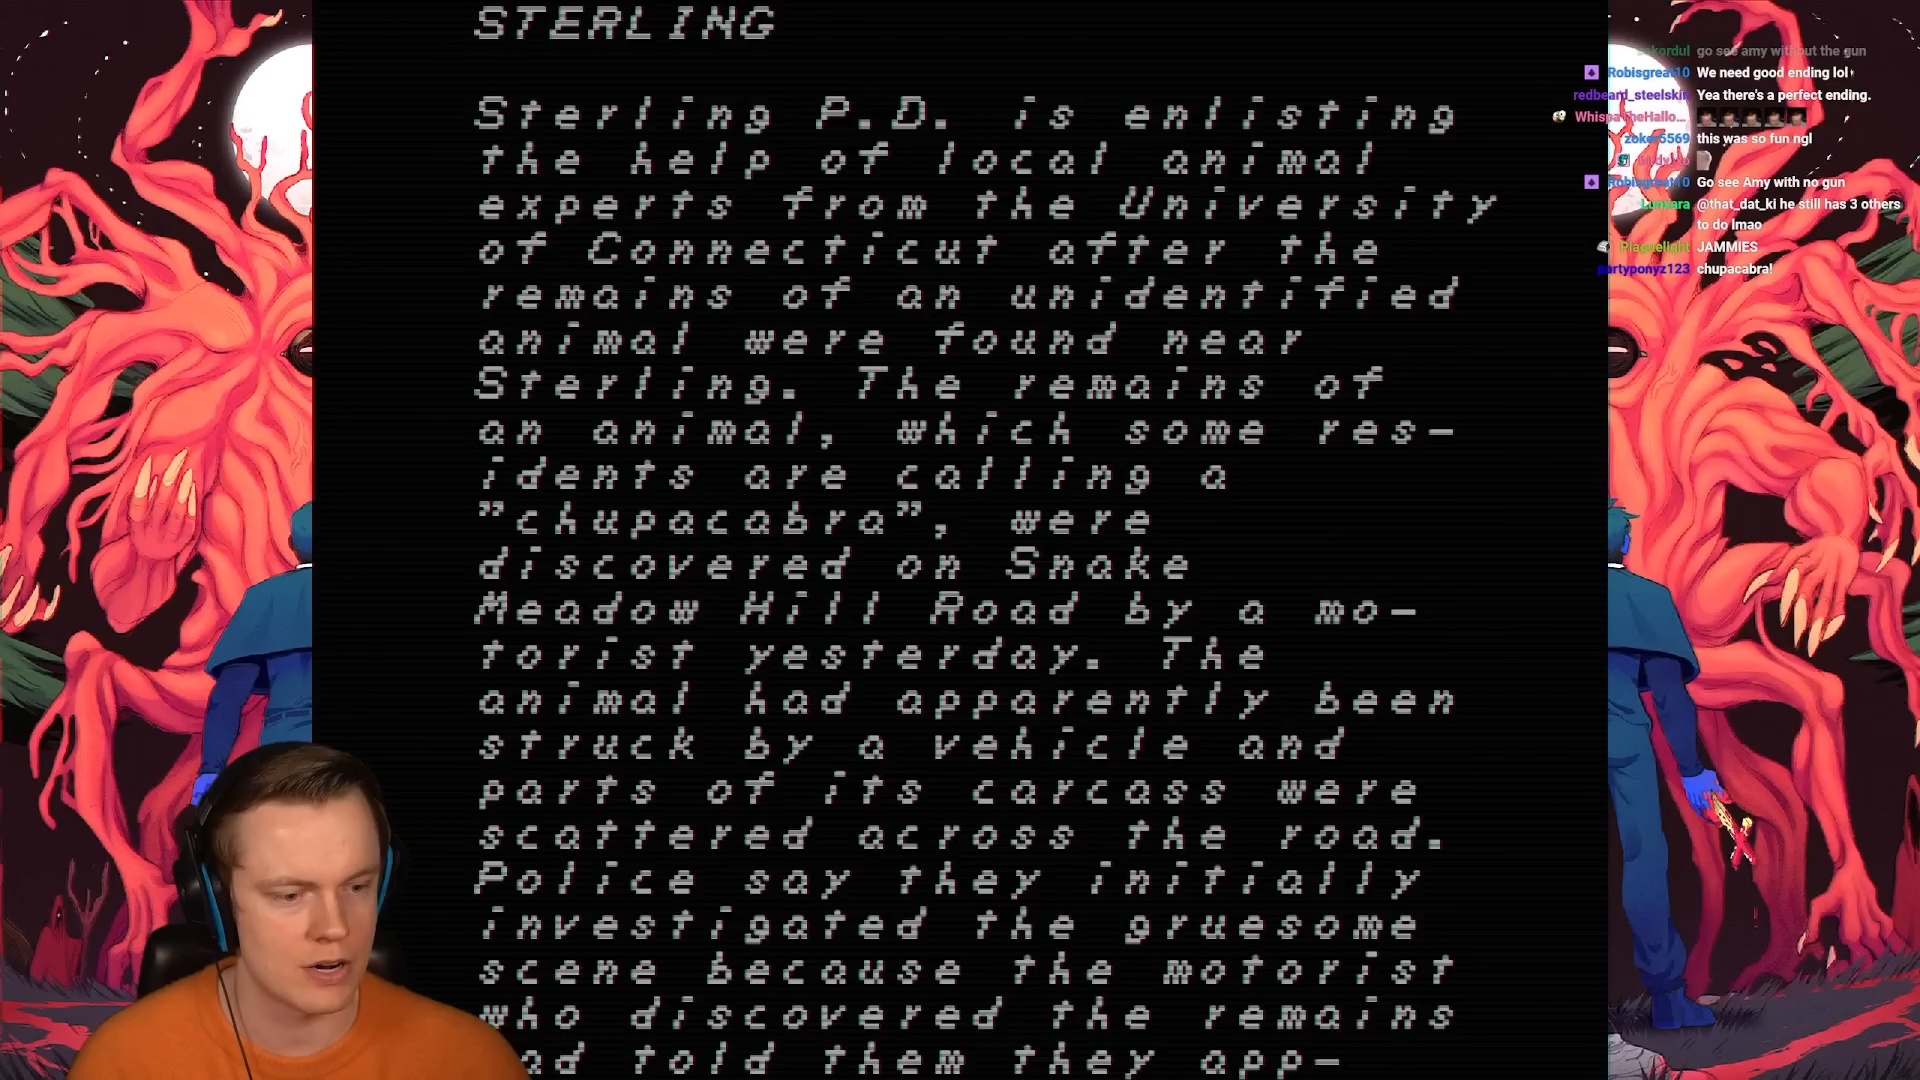 STERLING
Sterling P.D. is enlisting
the help of local animal
experts from the University
of Connecticut after the
remains of an unidentified
animal were found near
Sterling. The remains of
an animal, which some res-
idents are calling a
"chupacabra", were
discovered on Snake
Meadow Hill Road by a mo-
torist yesterday. The
animal had apparently been
struck by a vehicle and
parts of its carcass were
scattered across the road.
Police say they initially
investigated the gruesome
scene because the motorist
who discovered the remains
told them they app-
go see amy without the gun
Robisgreat10 We need good ending lol
redbeard_steelskin Yea there's a perfect ending.
WhispaTheHallo...
zoker5569 this was so fun ngl
Robisgreat10 Go see Amy with no gun
Lunxara @that_dat_ki he still has 3 others
to do lmao
Plaguelight JAMMIES
partyponyz123 chupacabra!